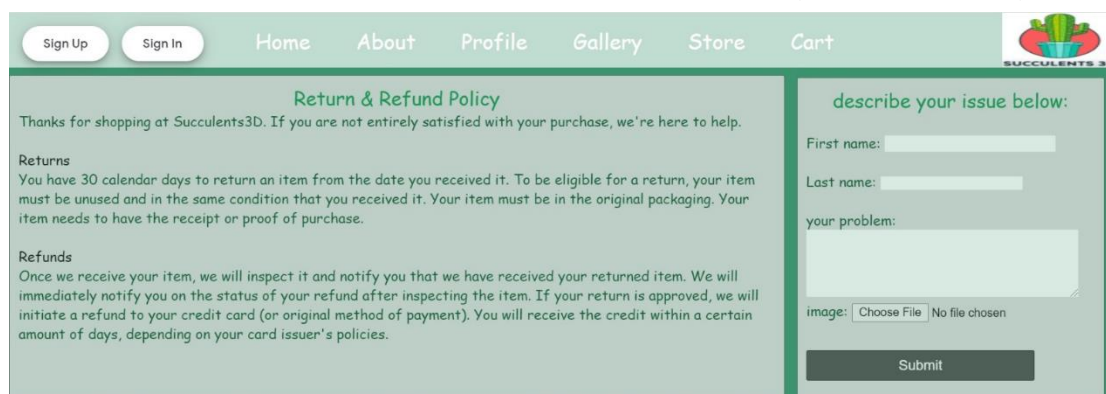 Sign Up Sign In Home About Profile Gallery Store Cart
SUCCULENTS 3
Return & Refund Policy
Thanks for shopping at Succulents3D. If you are not entirely satisfied with your purchase, we're here to help.
Returns
You have 30 calendar days to return an item from the date you received it. To be eligible for a return, your item
must be unused and in the same condition that you received it. Your item must be in the original packaging. Your
item needs to have the receipt or proof of purchase.
Refunds
Once we receive your item, we will inspect it and notify you that we have received your returned item. We will
immediately notify you on the status of your refund after inspecting the item. If your return is approved, we will
initiate a refund to your credit card (or original method of payment). You will receive the credit within a certain
amount of days, depending on your card issuer's policies.
describe your issue below:
First name:
Last name:
your problem:
image: Choose File No file chosen
Submit